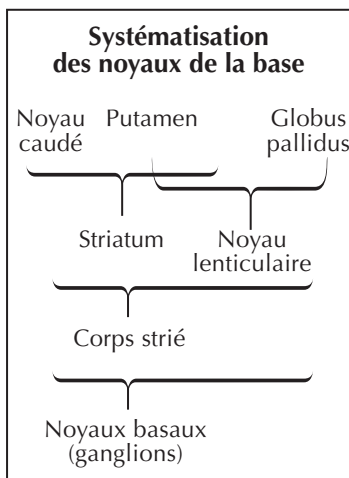 Systématisation
des noyaux de la base
Noyau caudé
Putamen
Globus pallidus
Striatum
Noyau lenticulaire
Corps strié
Noyaux basaux
(ganglions)